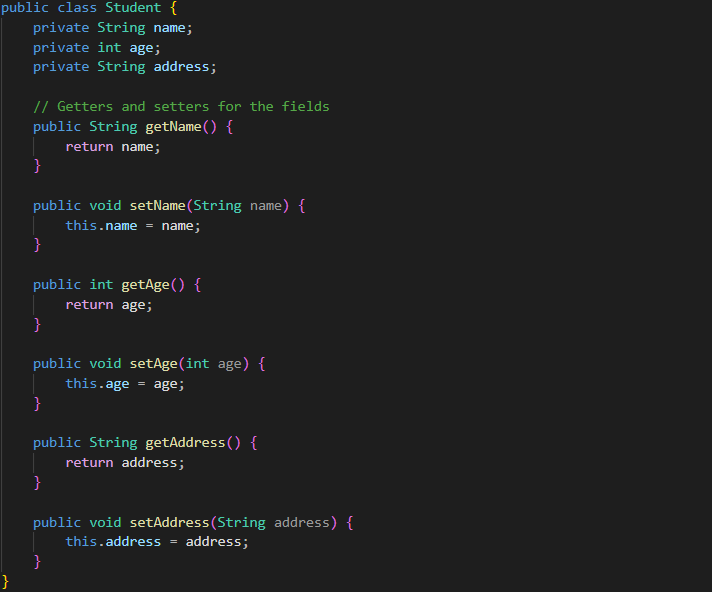 public class Student {
    private String name;
    private int age;
    private String address;

    // Getters and setters for the fields
    public String getName() {
        return name;
    }

    public void setName(String name) {
        this.name = name;
    }

    public int getAge() {
        return age;
    }

    public void setAge(int age) {
        this.age = age;
    }

    public String getAddress() {
        return address;
    }

    public void setAddress(String address) {
        this.address = address;
    }
}